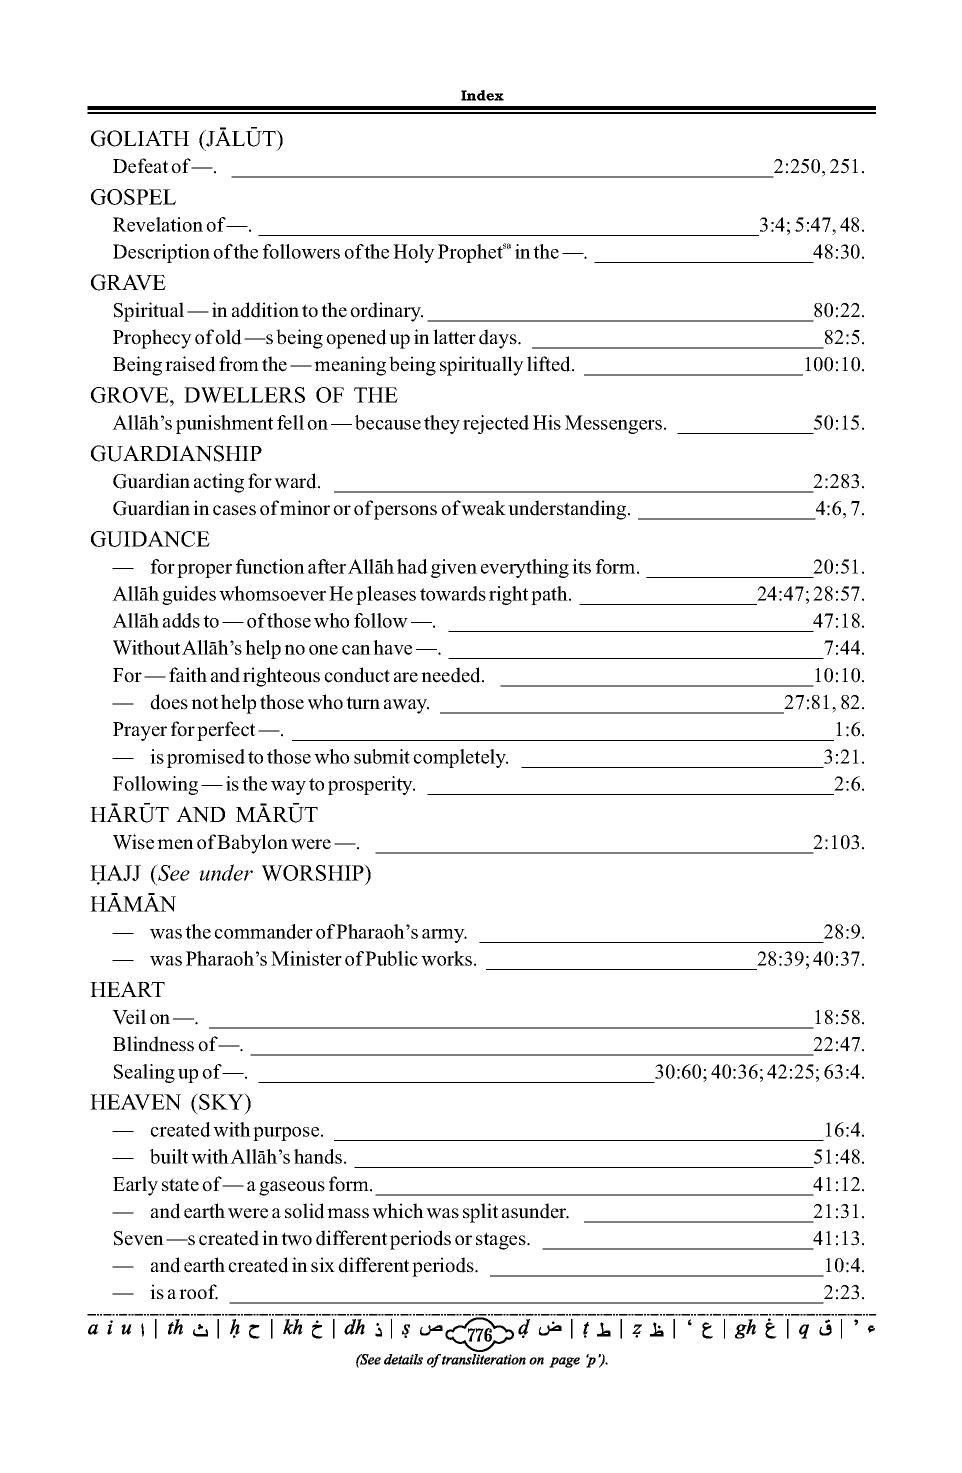 Index
GOLIATH (JĀLŪT)
Defeat of —. 2:250, 251.
GOSPEL
Revelation of —. 3:4; 5:47, 48.
Description of the followers of the Holy Prophetsa in the —. 48:30.
GRAVE
Spiritual — in addition to the ordinary. 80:22.
Prophecy of old —s being opened up in latter days. 82:5.
Being raised from the — meaning being spiritually lifted. 100:10.
GROVE, DWELLERS OF THE
Allāh's punishment fell on — because they rejected His Messengers. 50:15.
GUARDIANSHIP
Guardian acting for ward. 2:283.
Guardian in cases of minor or of persons of weak understanding. 4:6, 7.
GUIDANCE
— for proper function after Allāh had given everything its form. 20:51.
Allāh guides whomsoever He pleases towards right path. 24:47; 28:57.
Allāh adds to — of those who follow —. 47:18.
Without Allāh's help no one can have —. 7:44.
For — faith and righteous conduct are needed. 10:10.
— does not help those who turn away. 27:81, 82.
Prayer for perfect —. 1:6.
— is promised to those who submit completely. 3:21.
Following — is the way to prosperity. 2:6.
HĀRŪT AND MĀRŪT
Wise men of Babylon were —. 2:103.
ḤAJJ (See under WORSHIP)
HĀMĀN
— was the commander of Pharaoh's army. 28:9.
— was Pharaoh's Minister of Public works. 28:39; 40:37.
HEART
Veil on —. 18:58.
Blindness of —. 22:47.
Sealing up of —. 30:60; 40:36; 42:25; 63:4.
HEAVEN (SKY)
— created with purpose. 16:4.
— built with Allāh's hands. 51:48.
Early state of — a gaseous form. 41:12.
— and earth were a solid mass which was split asunder. 21:31.
Seven —s created in two different periods or stages. 41:13.
— and earth created in six different periods. 10:4.
— is a roof. 2:23.
a i u ا | th ث | ḥ ح | kh خ | dh ذ | ṣ ص 776 ḍ ض | ṭ ط | ẓ ظ | ‘ ع | gh غ | q ق | ’ ء
(See details of transliteration on page ‘p’).